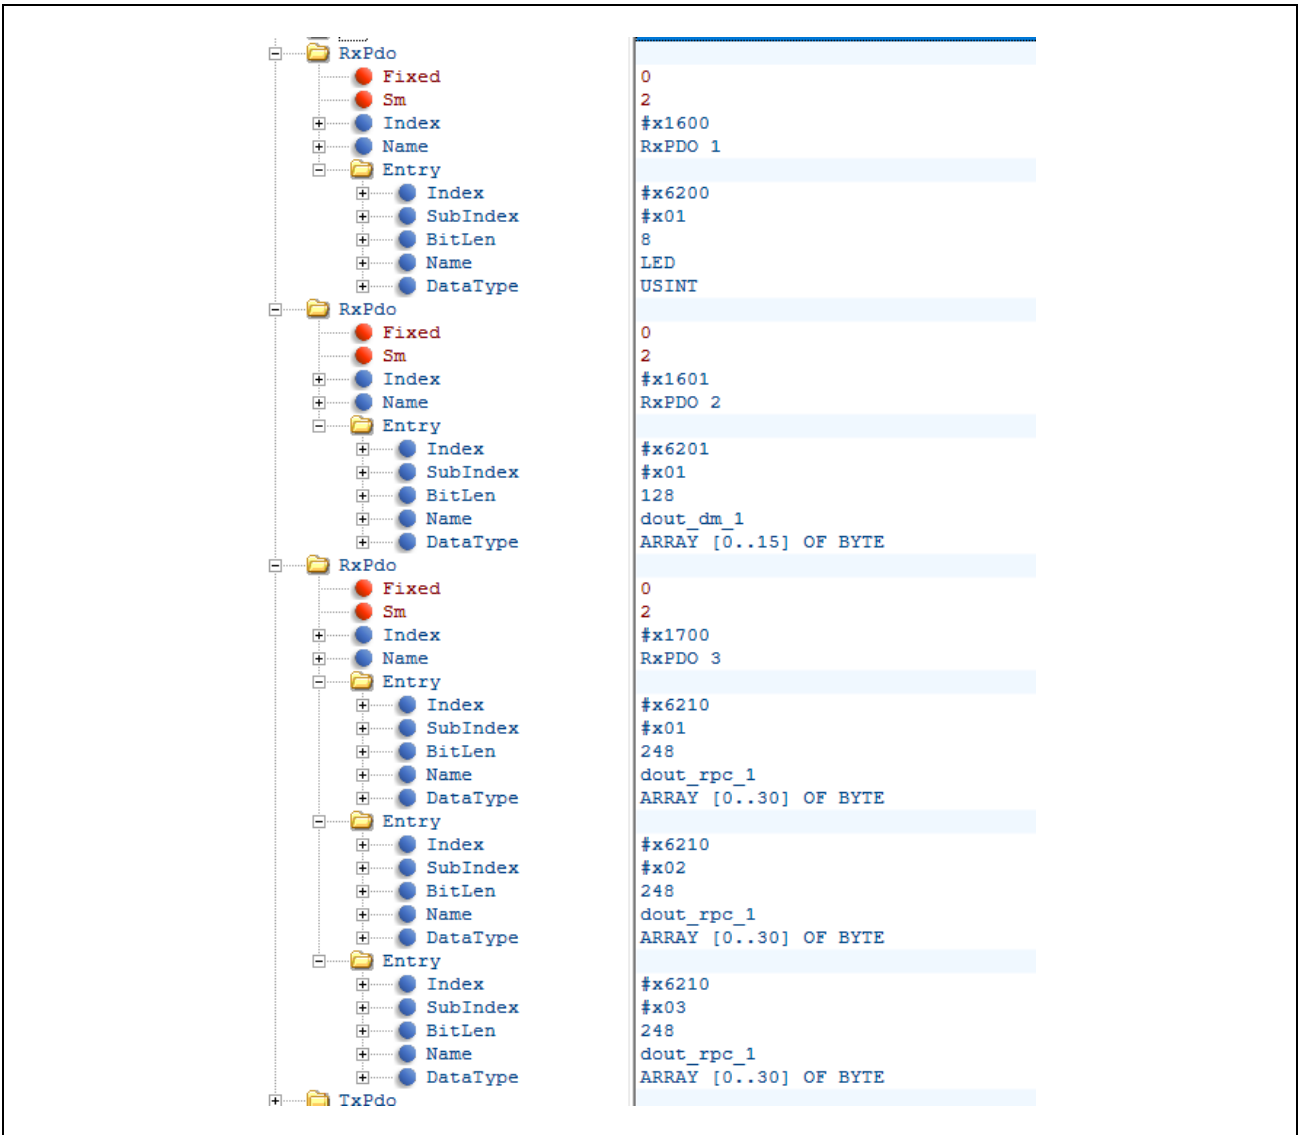 RxPdo
Fixed 0
Sm 2
Index #x1600
Name RxPDO 1
Entry
Index #x6200
SubIndex #x01
BitLen 8
Name LED
DataType USINT
RxPdo
Fixed 0
Sm 2
Index #x1601
Name RxPDO 2
Entry
Index #x6201
SubIndex #x01
BitLen 128
Name dout_dm_1
DataType ARRAY [0..15] OF BYTE
RxPdo
Fixed 0
Sm 2
Index #x1700
Name RxPDO 3
Entry
Index #x6210
SubIndex #x01
BitLen 248
Name dout_rpc_1
DataType ARRAY [0..30] OF BYTE
Entry
Index #x6210
SubIndex #x02
BitLen 248
Name dout_rpc_1
DataType ARRAY [0..30] OF BYTE
Entry
Index #x6210
SubIndex #x03
BitLen 248
Name dout_rpc_1
DataType ARRAY [0..30] OF BYTE
TxPdo